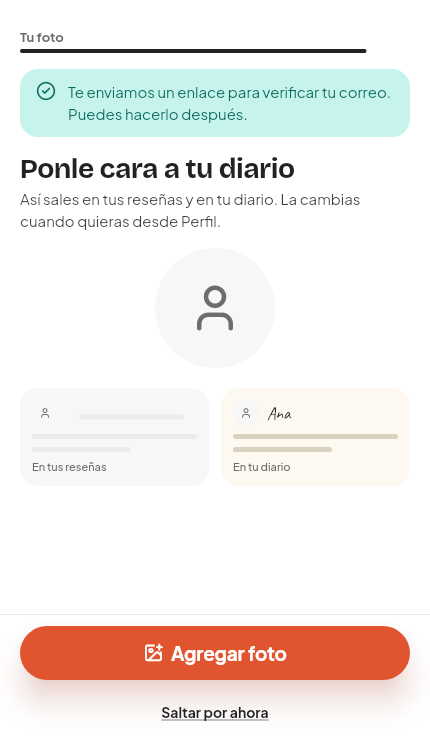 Tu foto
Te enviamos un enlace para verificar tu correo.
Puedes hacerlo después.
Ponle cara a tu diario
Así sales en tus reseñas y en tu diario. La cambias
cuando quieras desde Perfil.
Ana
En tus reseñas
En tu diario
Agregar foto
Saltar por ahora